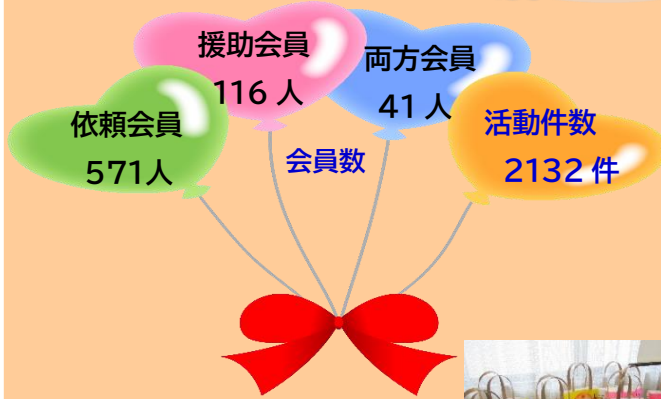 援助会員
116 人
両方会員
41 人
依頼会員
571人
活動件数
2132 件
会員数